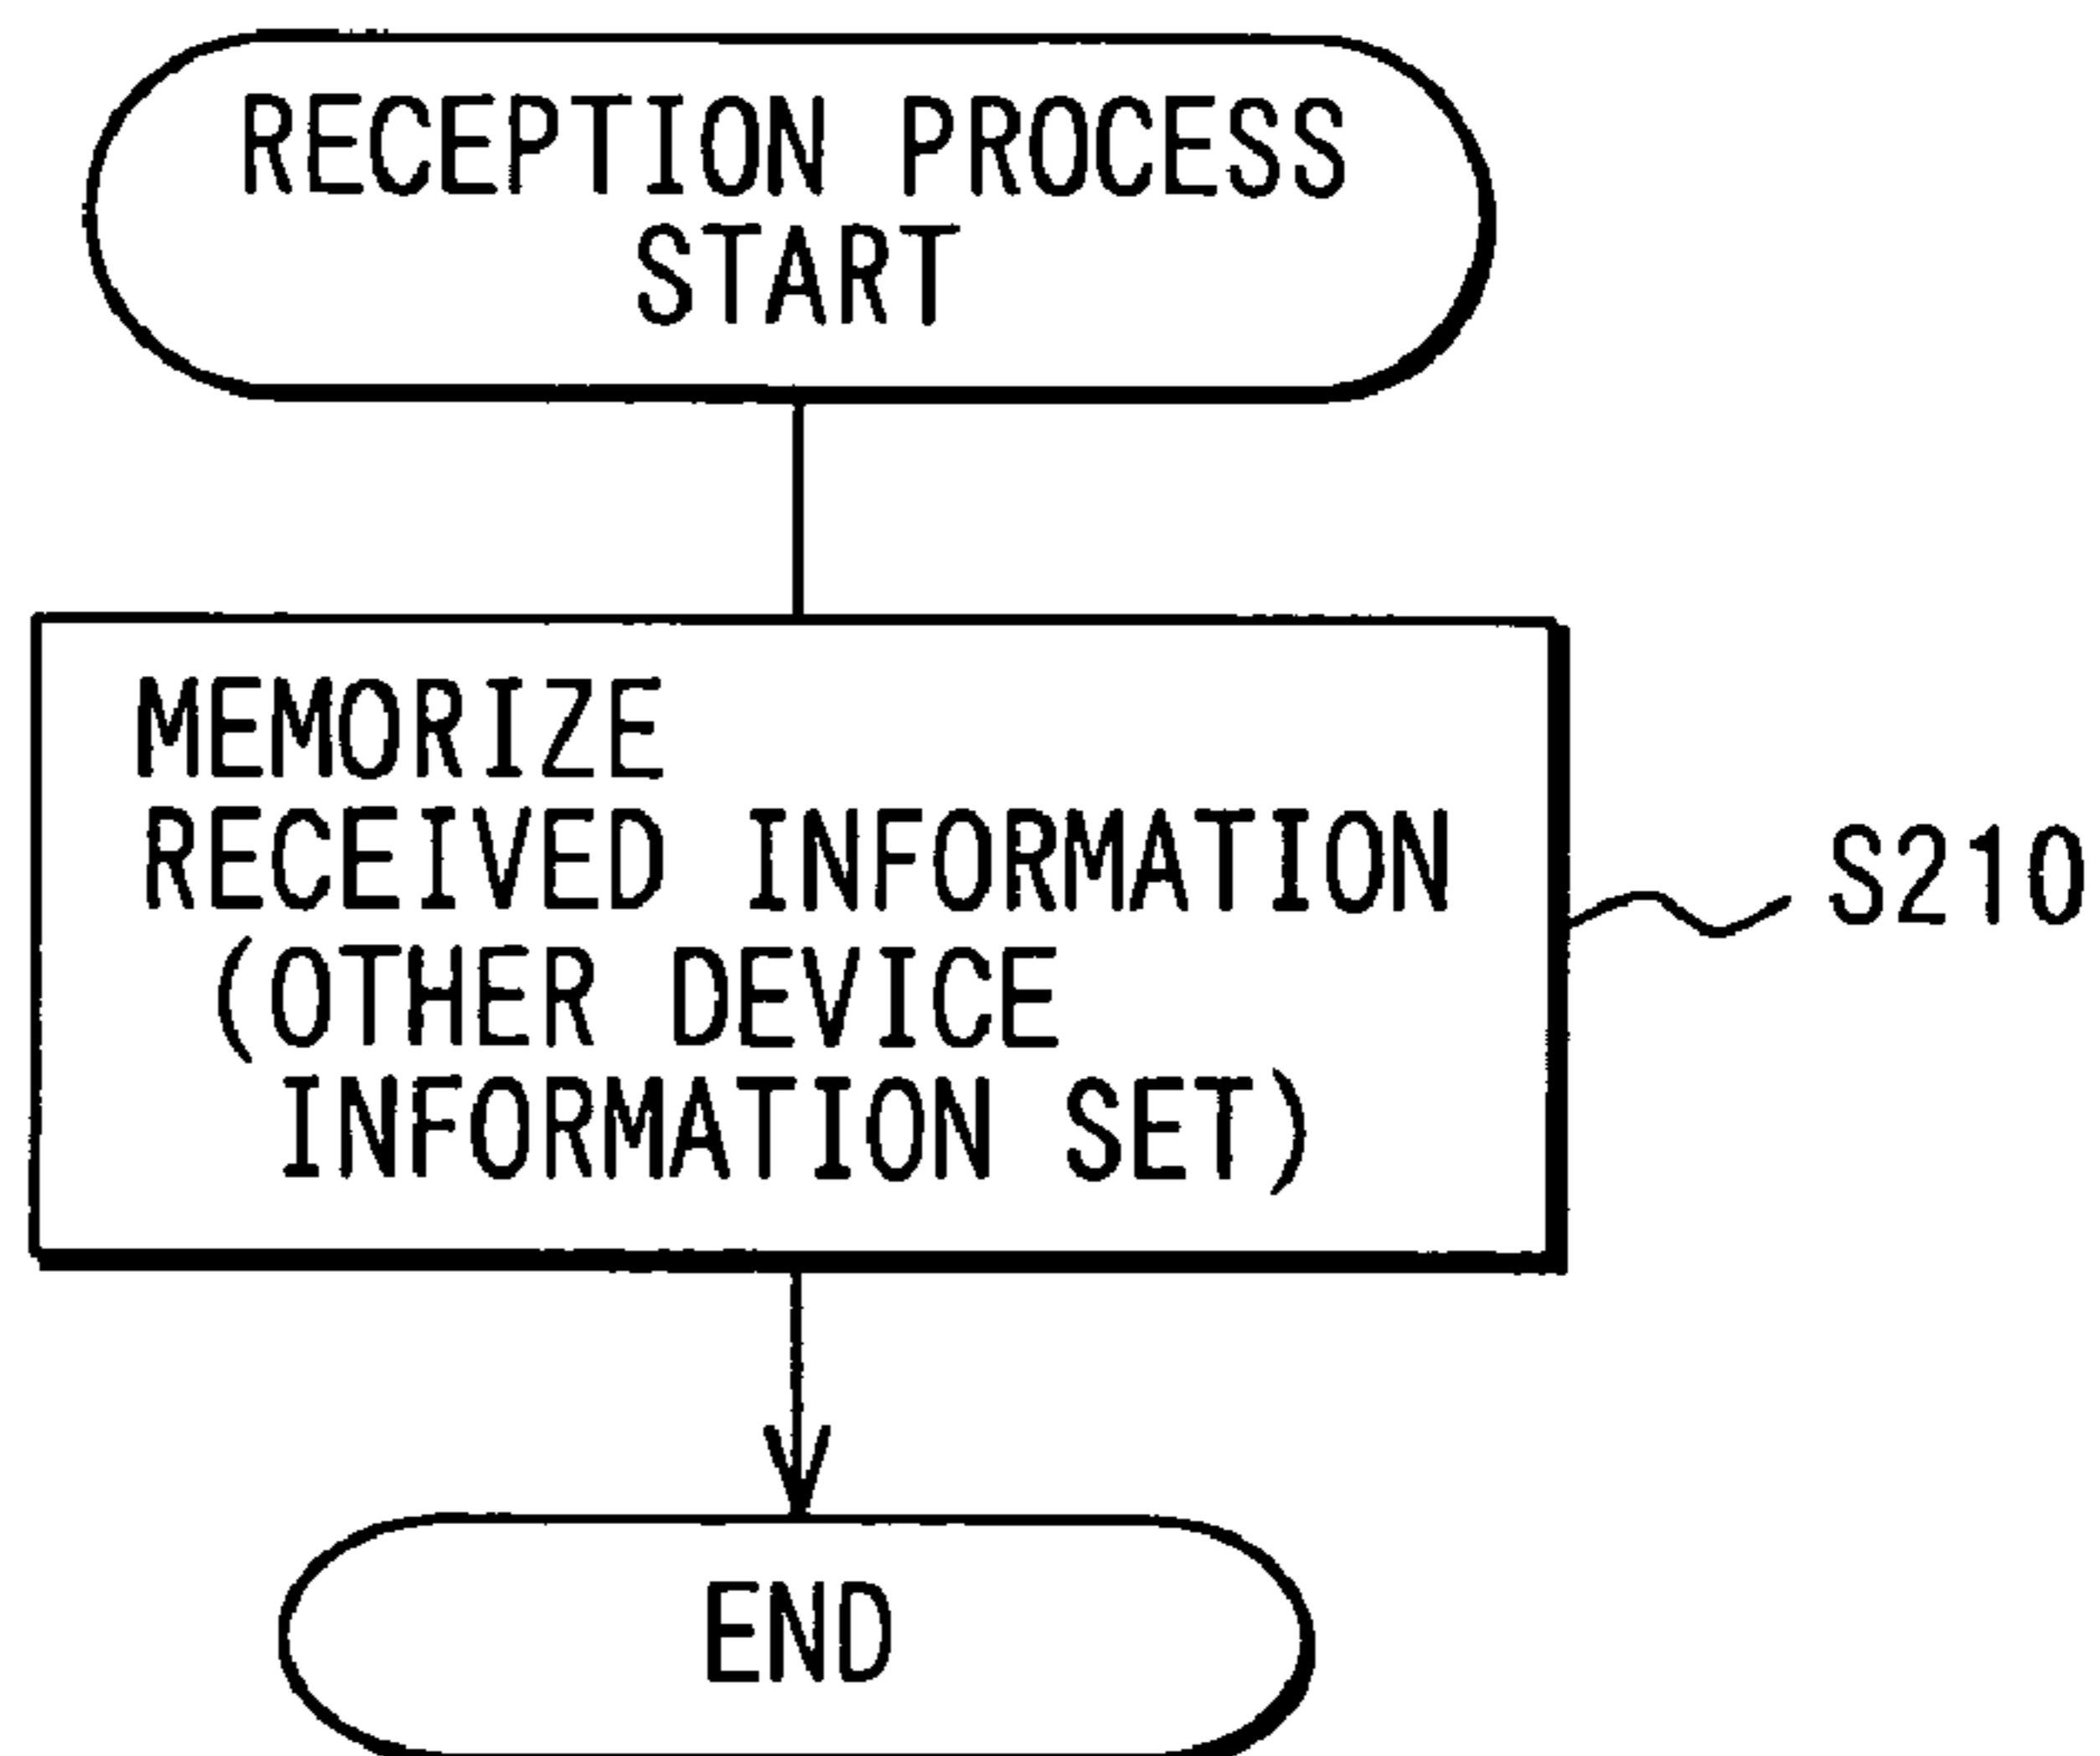 RECEPTION PROCESS
START
MEMORIZE
RECEIVED INFORMATION
(OTHER DEVICE
INFORMATION SET)
S210
END